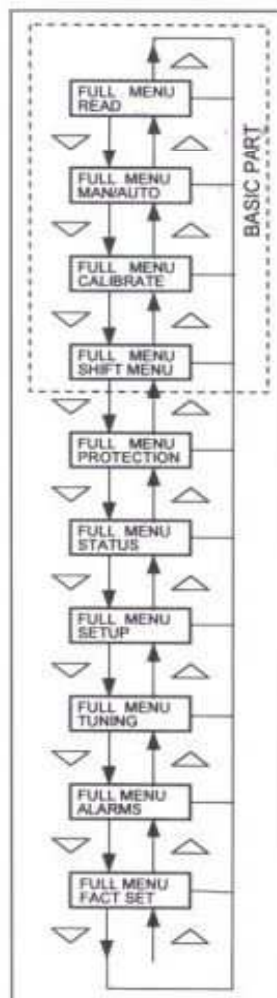 FULL MENU
READ
FULL MENU
MAN/AUTO
FULL MENU
CALIBRATE
FULL MENU
SHIFT MENU
BASIC PART
FULL MENU
PROTECTION
FULL MENU
STATUS
FULL MENU
SETUP
FULL MENU
TUNING
FULL MENU
ALARMS
FULL MENU
FACT SET